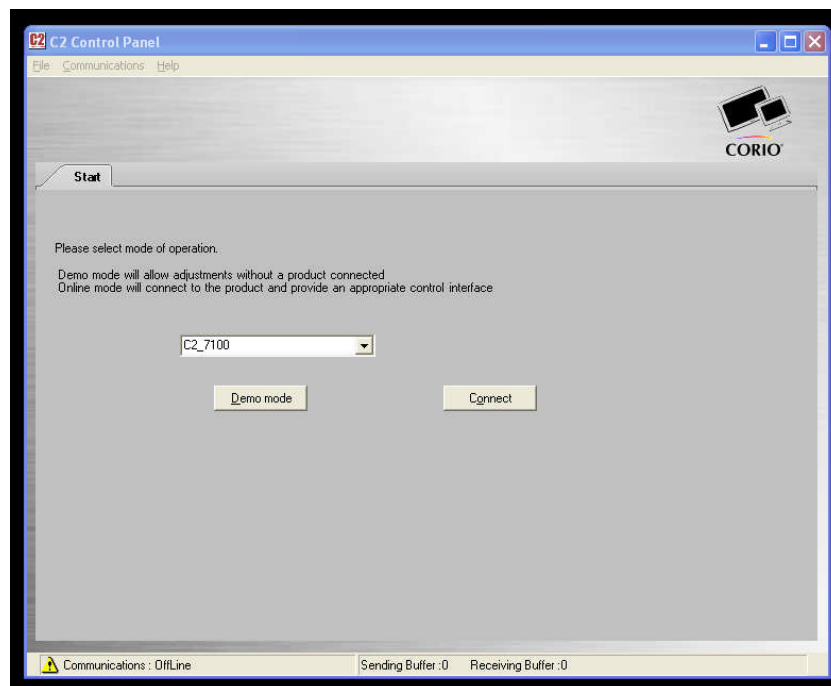 C2 C2 Control Panel
File Communications Help
CORIO
Start
Please select mode of operation.
Demo mode will allow adjustments without a product connected
Online mode will connect to the product and provide an appropriate control interface
C2_7100
Demo mode Connect
Communications : OffLine Sending Buffer :0 Receiving Buffer :0